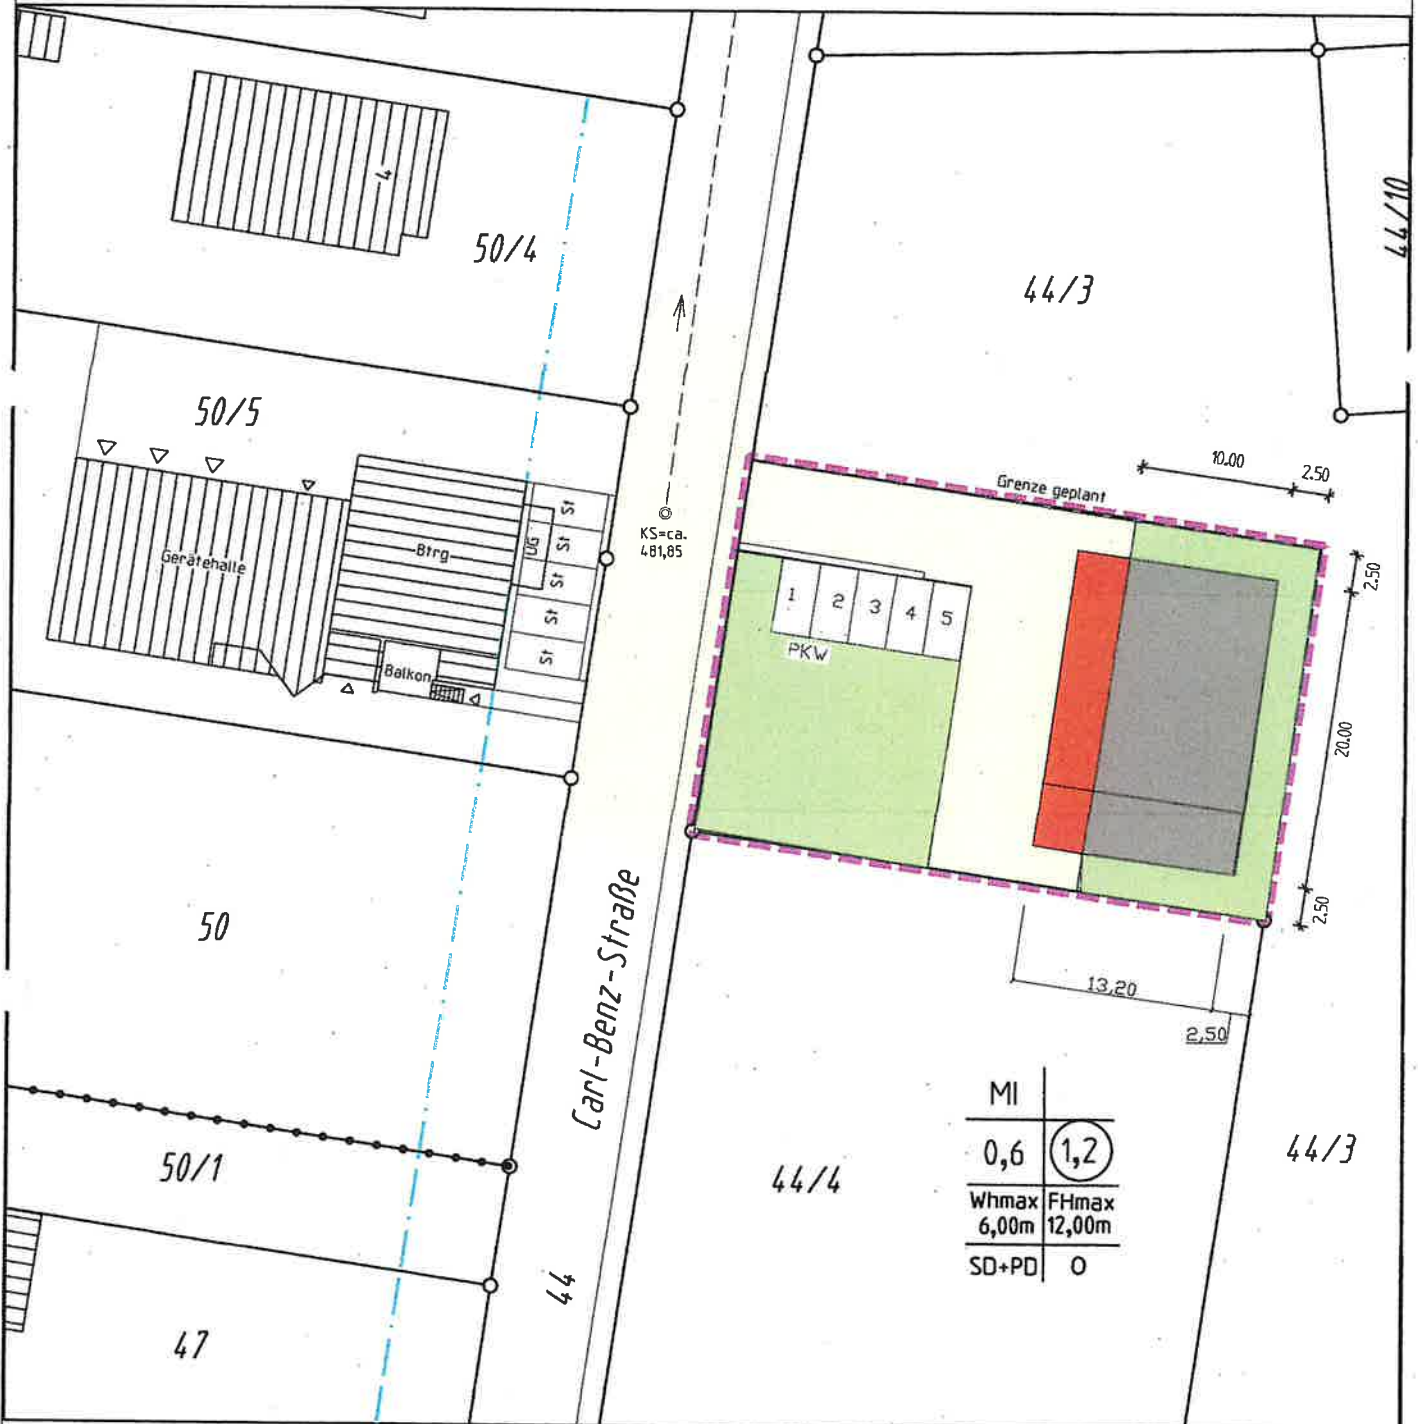 4
50/4
44/3
44/10
50/5
10.00
2.50
Grenze geplant
St
St
St
St
St
UG
Btrg
Gerätehalle
Balkon
KS=ca.
481,85
1
2
3
4
5
PKW
2.50
20.00
2.50
50
Carl-Benz-Straße
13,20
2,50
MI
0,6 1,2
Whmax FHmax
6,00m 12,00m
SD+PD O
50/1
44/4
44/3
44
47